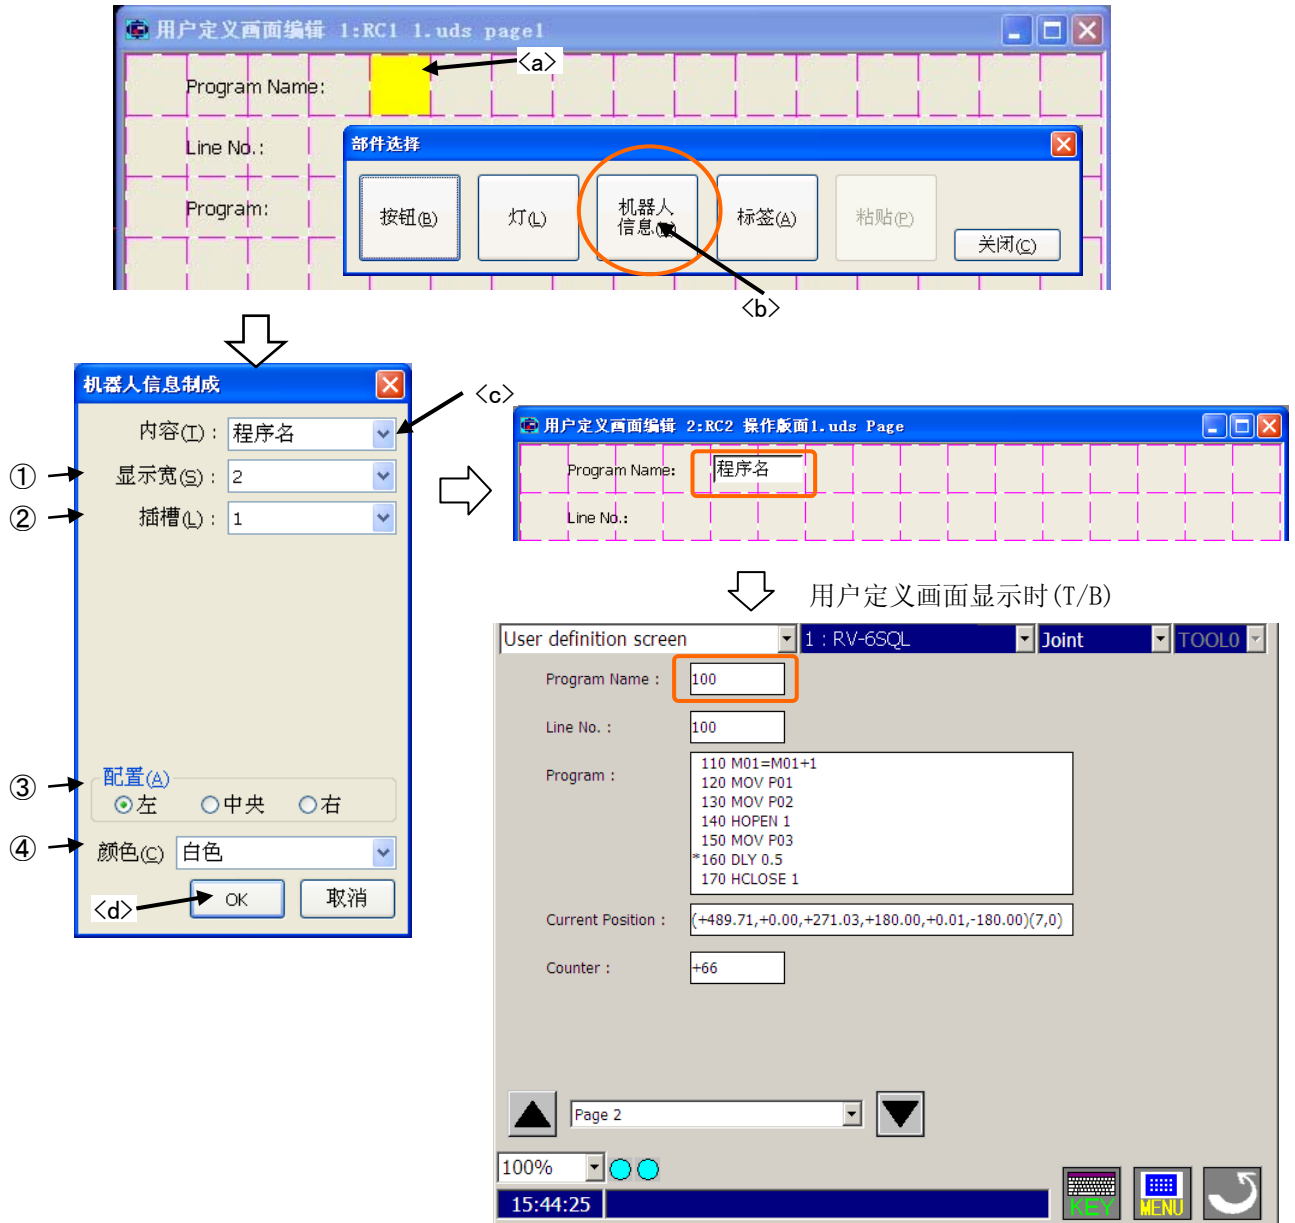 用户定义画面编辑 1:RC1 1.uds page1
<a>
Program Name:
Line No.:
Program:
部件选择
按钮(B)
灯(L)
机器人
信息
标签(A)
粘贴(P)
关闭(C)
<b>
机器人信息制成
内容(T): 程序名
<c>
① 显示宽(S): 2
② 插槽(L): 1
③ 配置(A)
左 中央 右
④ 颜色(C) 白色
<d> OK 取消
用户定义画面编辑 2:RC2 操作版面1.uds Page
Program Name: 程序名
Line No.:
用户定义画面显示时(T/B)
User definition screen 1 : RV-6SQL Joint TOOL0
Program Name : 100
Line No. : 100
Program :
110 M01=M01+1
120 MOV P01
130 MOV P02
140 HOPEN 1
150 MOV P03
*160 DLY 0.5
170 HCLOSE 1
Current Position : (+489.71,+0.00,+271.03,+180.00,+0.01,-180.00)(7,0)
Counter : +66
Page 2
100%
15:44:25
KEY
MENU